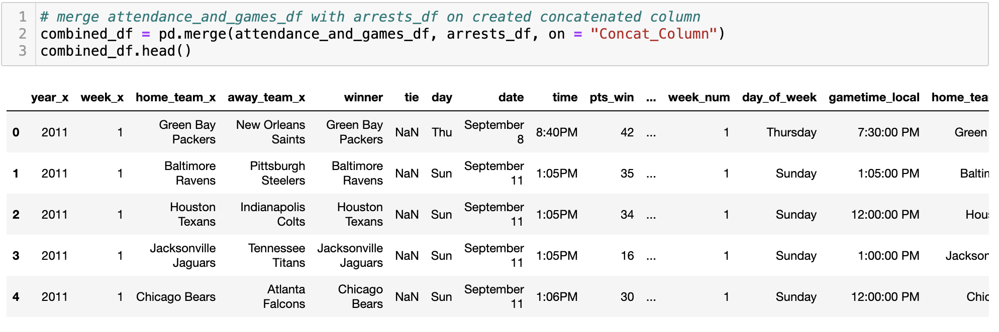 1 # merge attendance_and_games_df with arrests_df on created concatenated column
2 combined_df = pd.merge(attendance_and_games_df, arrests_df, on = "Concat_Column")
3 combined_df.head()
year_x week_x home_team_x away_team_x winner tie day date time pts_win ... week_num day_of_week gametime_local home_tea
0 2011 1 Green Bay Packers New Orleans Saints Green Bay Packers NaN Thu September 8 8:40PM 42 ... 1 Thursday 7:30:00 PM Green
1 2011 1 Baltimore Ravens Pittsburgh Steelers Baltimore Ravens NaN Sun September 11 1:05PM 35 ... 1 Sunday 1:05:00 PM Baltim
2 2011 1 Houston Texans Indianapolis Colts Houston Texans NaN Sun September 11 1:05PM 34 ... 1 Sunday 12:00:00 PM Hous
3 2011 1 Jacksonville Jaguars Tennessee Titans Jacksonville Jaguars NaN Sun September 11 1:05PM 16 ... 1 Sunday 1:00:00 PM Jackson
4 2011 1 Chicago Bears Atlanta Falcons Chicago Bears NaN Sun September 11 1:06PM 30 ... 1 Sunday 12:00:00 PM Chic